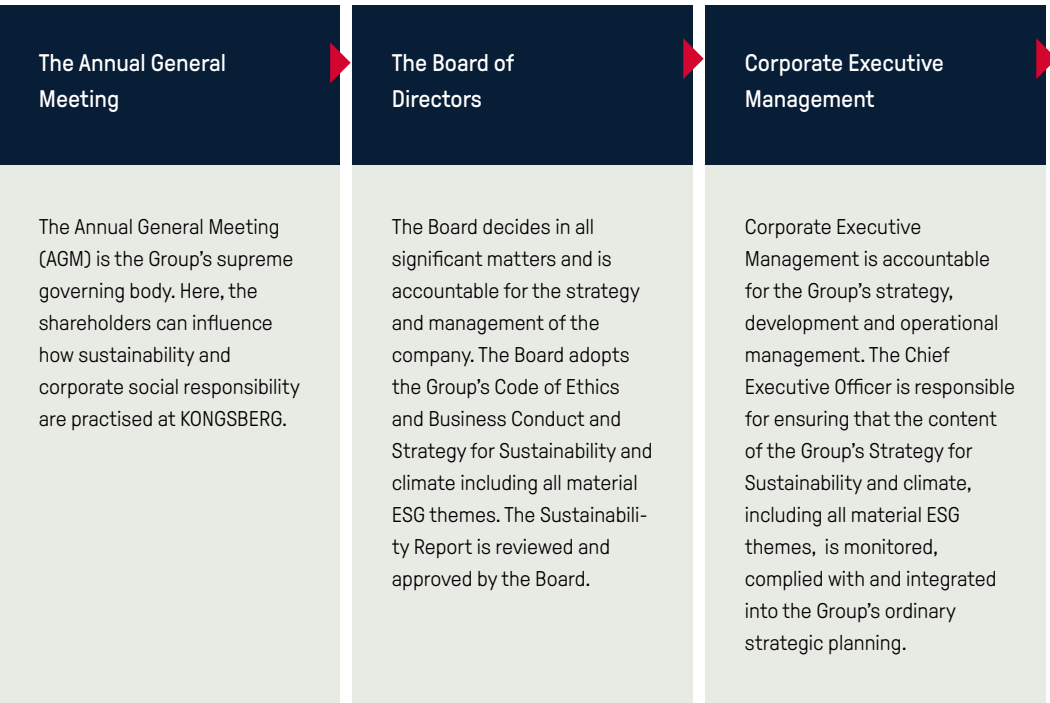 The Annual General
Meeting
The Annual General Meeting
(AGM) is the Group's supreme
governing body. Here, the
shareholders can influence
how sustainability and
corporate social responsibility
are practised at KONGSBERG.
The Board of
Directors
The Board decides in all
significant matters and is
accountable for the strategy
and management of the
company. The Board adopts
the Group's Code of Ethics
and Business Conduct and
Strategy for Sustainability and
climate including all material
ESG themes. The Sustainabili-
ty Report is reviewed and
approved by the Board.
Corporate Executive
Management
Corporate Executive
Management is accountable
for the Group's strategy,
development and operational
management. The Chief
Executive Officer is responsible
for ensuring that the content
of the Group's Strategy for
Sustainability and climate,
including all material ESG
themes,  is monitored,
complied with and integrated
into the Group's ordinary
strategic planning.